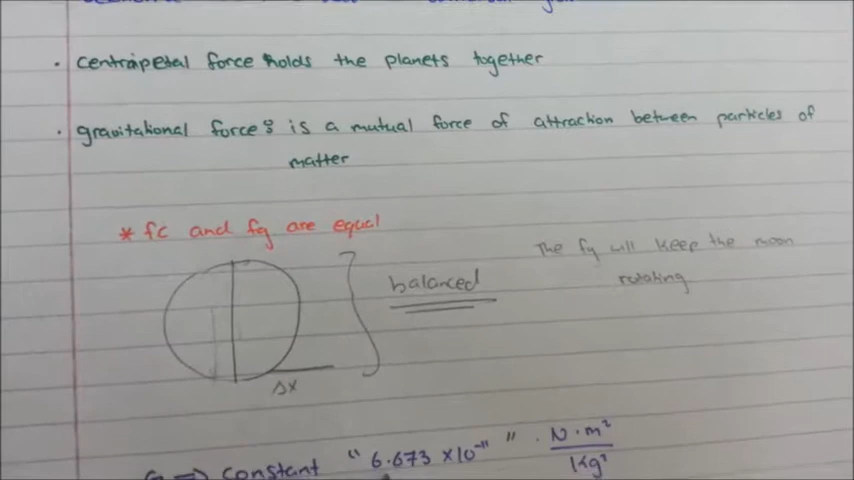 • centrapetal force holds the planets together
• gravitational force : is a mutual force of attraction between particles of
matter
* fc and fg are equal
balanced
The fg will keep the moon
rotating
Δx
G => constant "6.673 x10⁻¹¹" . N·m²
Kg²